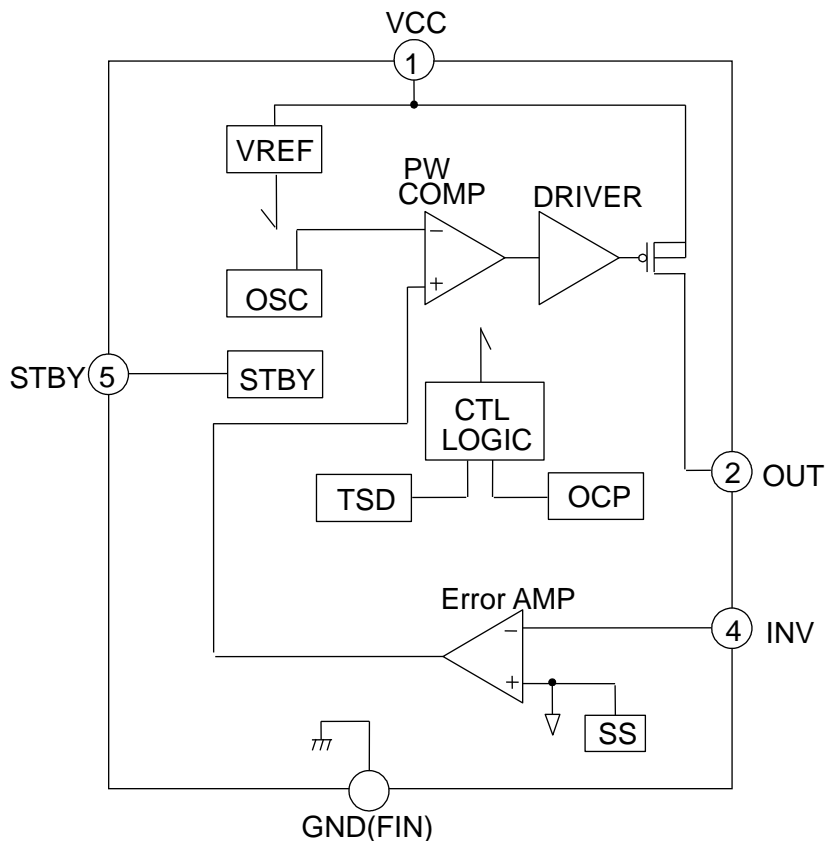 VCC
1
VREF
PW
COMP
DRIVER
−
+
OSC
STBY
5
STBY
CTL
LOGIC
TSD
OCP
2
OUT
Error AMP
−
+
4
INV
SS
GND(FIN)